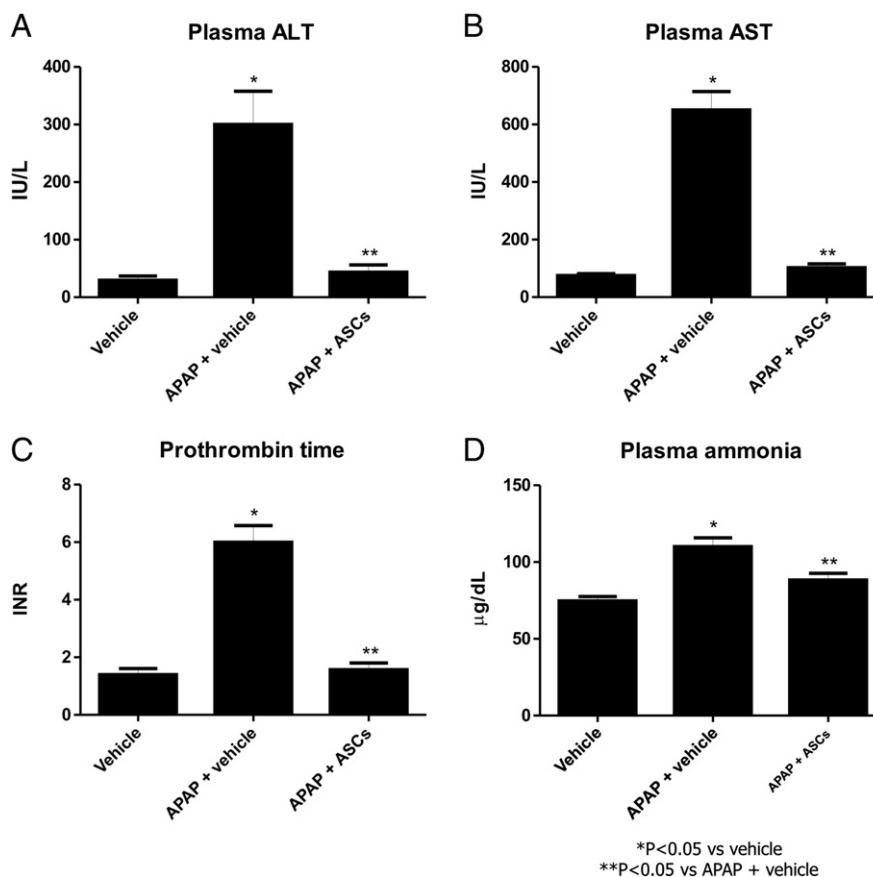 A
Plasma ALT
400
300
200
100
0
IU/L
*
**
Vehicle
APAP + vehicle
APAP + ASCs
B
Plasma AST
800
600
400
200
0
IU/L
*
**
Vehicle
APAP + vehicle
APAP + ASCs
C
Prothrombin time
8
6
4
2
0
INR
*
**
Vehicle
APAP + vehicle
APAP + ASCs
D
Plasma ammonia
150
100
50
0
µg/dL
*
**
Vehicle
APAP + vehicle
APAP + ASCs
*P<0.05 vs vehicle
**P<0.05 vs APAP + vehicle